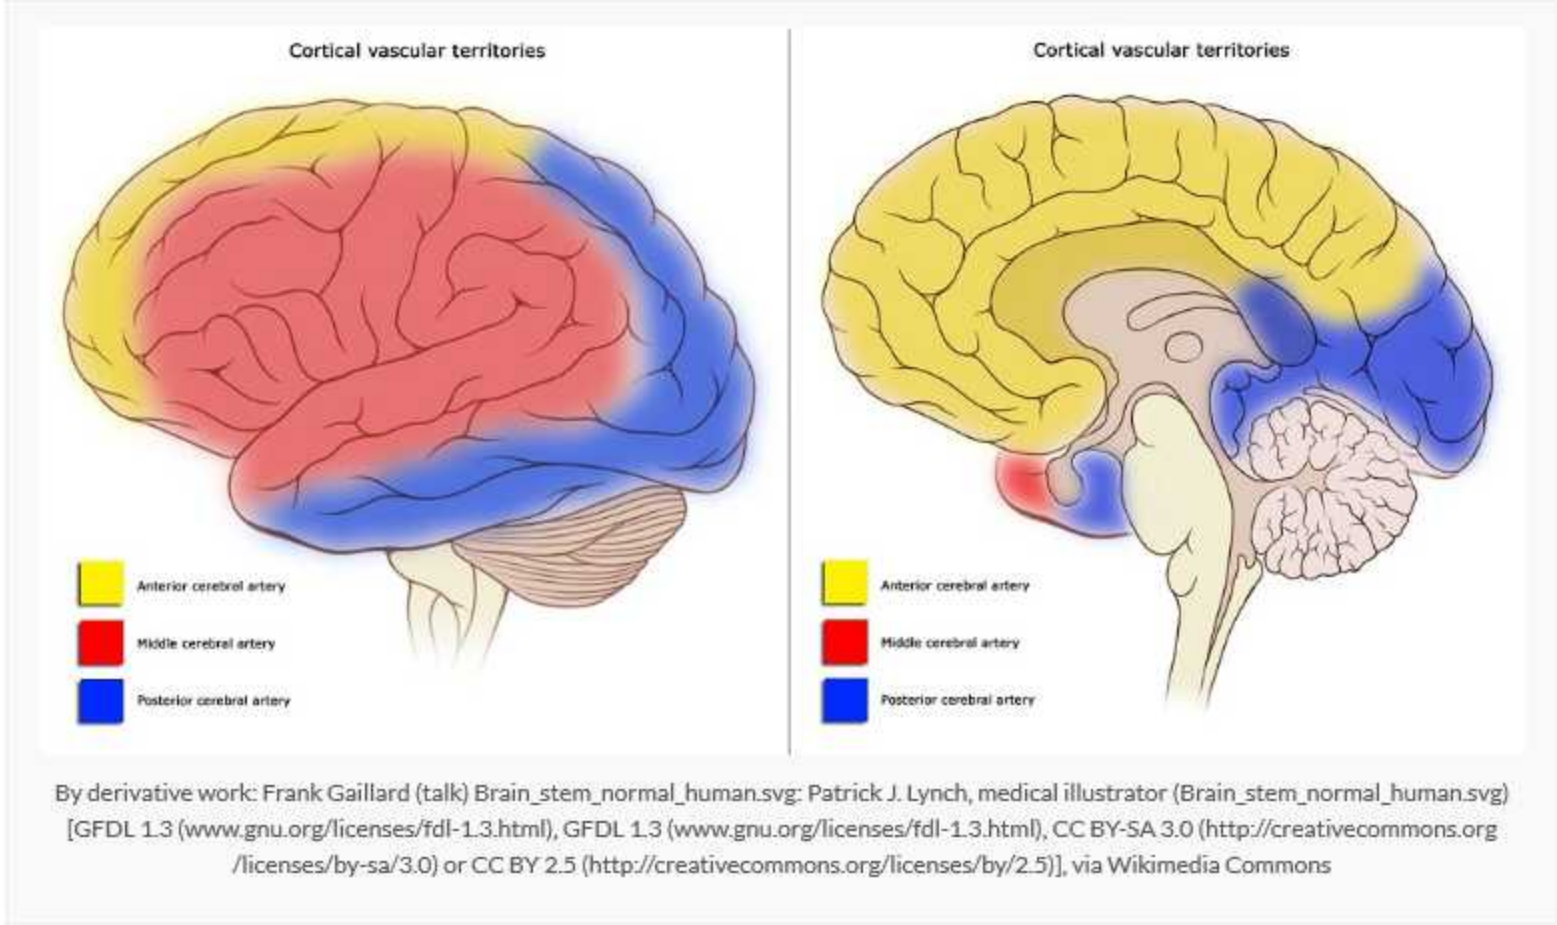 Cortical vascular territories
Anterior cerebral artery
Middle cerebral artery
Posterior cerebral artery
Cortical vascular territories
Anterior cerebral artery
Middle cerebral artery
Posterior cerebral artery
By derivative work: Frank Gaillard (talk) Brain_stem_normal_human.svg: Patrick J. Lynch, medical illustrator (Brain_stem_normal_human.svg)
[GFDL 1.3 (www.gnu.org/licenses/fdl-1.3.html), GFDL 1.3 (www.gnu.org/licenses/fdl-1.3.html), CC BY-SA 3.0 (http://creativecommons.org
/licenses/by-sa/3.0) or CC BY 2.5 (http://creativecommons.org/licenses/by/2.5)], via Wikimedia Commons